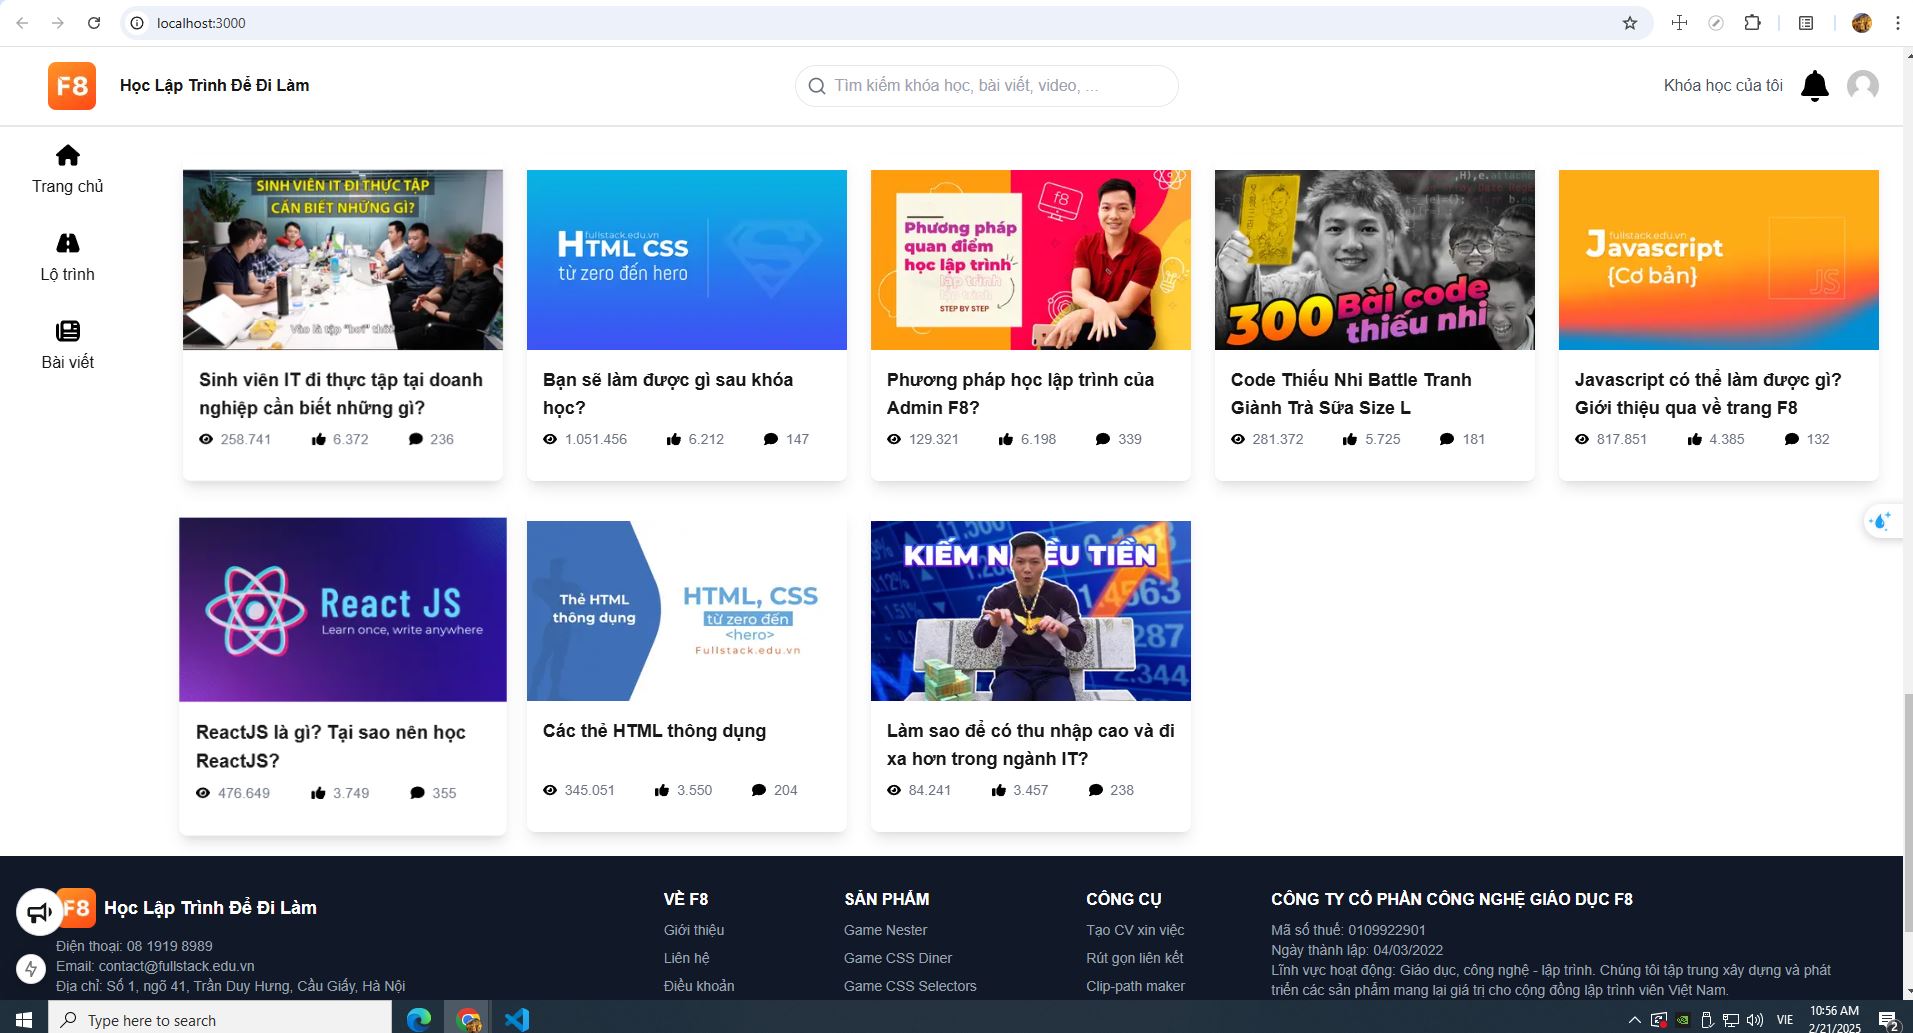 localhost:3000
F8
Học Lập Trình Để Đi Làm
Tìm kiếm khóa học, bài viết, video, ...
Khóa học của tôi
Trang chủ
Lộ trình
Bài viết
SINH VIÊN IT ĐI THỰC TẬP
CẦN BIẾT NHỮNG GÌ?
Vào là tập "bơi" thôi
fullstack.edu.vn
HTML CSS
từ zero đến hero
f8
Phương pháp
quan điểm
học lập trình
lập trình
STEP BY STEP
300 Bài code
thiếu nhi
fullstack.edu.vn
Javascript
{Cơ bản}
JS
Sinh viên IT đi thực tập tại doanh
nghiệp cần biết những gì?
258.741 6.372 236
Bạn sẽ làm được gì sau khóa
học?
1.051.456 6.212 147
Phương pháp học lập trình của
Admin F8?
129.321 6.198 339
Code Thiếu Nhi Battle Tranh
Giành Trà Sữa Size L
281.372 5.725 181
Javascript có thể làm được gì?
Giới thiệu qua về trang F8
817.851 4.385 132
React JS
Learn once, write anywhere
Thẻ HTML
thông dụng
HTML, CSS
từ zero đến
<hero>
Fullstack.edu.vn
KIẾM NHIỀU TIỀN
ReactJS là gì? Tại sao nên học
ReactJS?
476.649 3.749 355
Các thẻ HTML thông dụng
345.051 3.550 204
Làm sao để có thu nhập cao và đi
xa hơn trong ngành IT?
84.241 3.457 238
F8
Học Lập Trình Để Đi Làm
Điện thoại: 08 1919 8989
Email: contact@fullstack.edu.vn
Địa chỉ: Số 1, ngõ 41, Trần Duy Hưng, Cầu Giấy, Hà Nội
VỀ F8
Giới thiệu
Liên hệ
Điều khoản
SẢN PHẨM
Game Nester
Game CSS Diner
Game CSS Selectors
CÔNG CỤ
Tạo CV xin việc
Rút gọn liên kết
Clip-path maker
CÔNG TY CỔ PHẦN CÔNG NGHỆ GIÁO DỤC F8
Mã số thuế: 0109922901
Ngày thành lập: 04/03/2022
Lĩnh vực hoạt động: Giáo dục, công nghệ - lập trình. Chúng tôi tập trung xây dựng và phát
triển các sản phẩm mang lại giá trị cho cộng đồng lập trình viên Việt Nam.
Type here to search
VIE
10:56 AM
2/21/2025
2